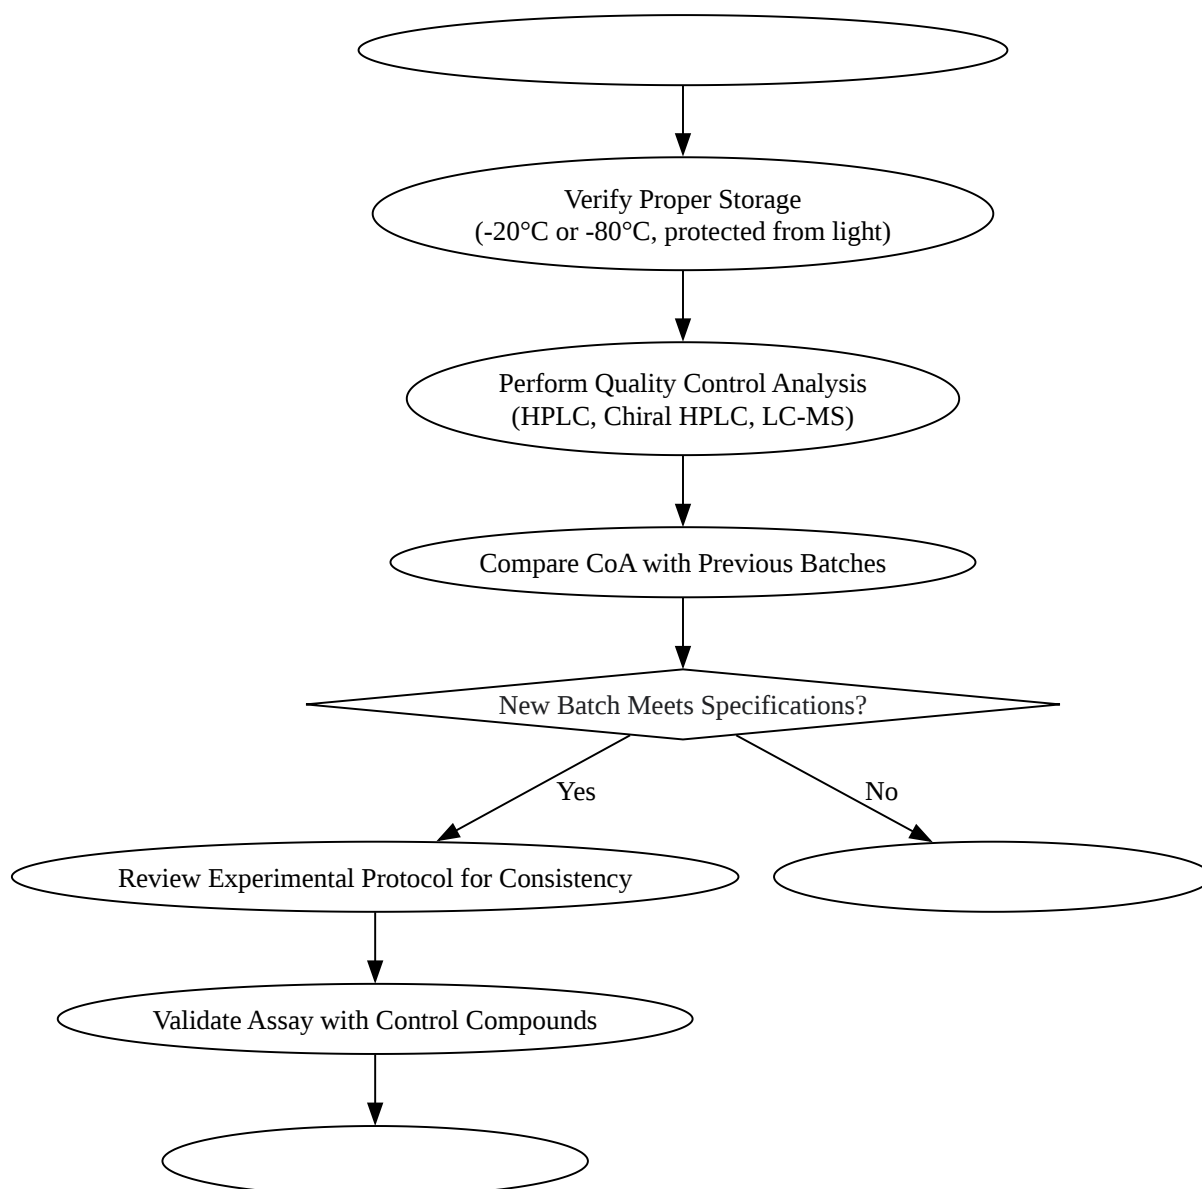 Verify Proper Storage
(-20°C or -80°C, protected from light)
Perform Quality Control Analysis
(HPLC, Chiral HPLC, LC-MS)
Compare CoA with Previous Batches
New Batch Meets Specifications?
Yes
No
Review Experimental Protocol for Consistency
Validate Assay with Control Compounds